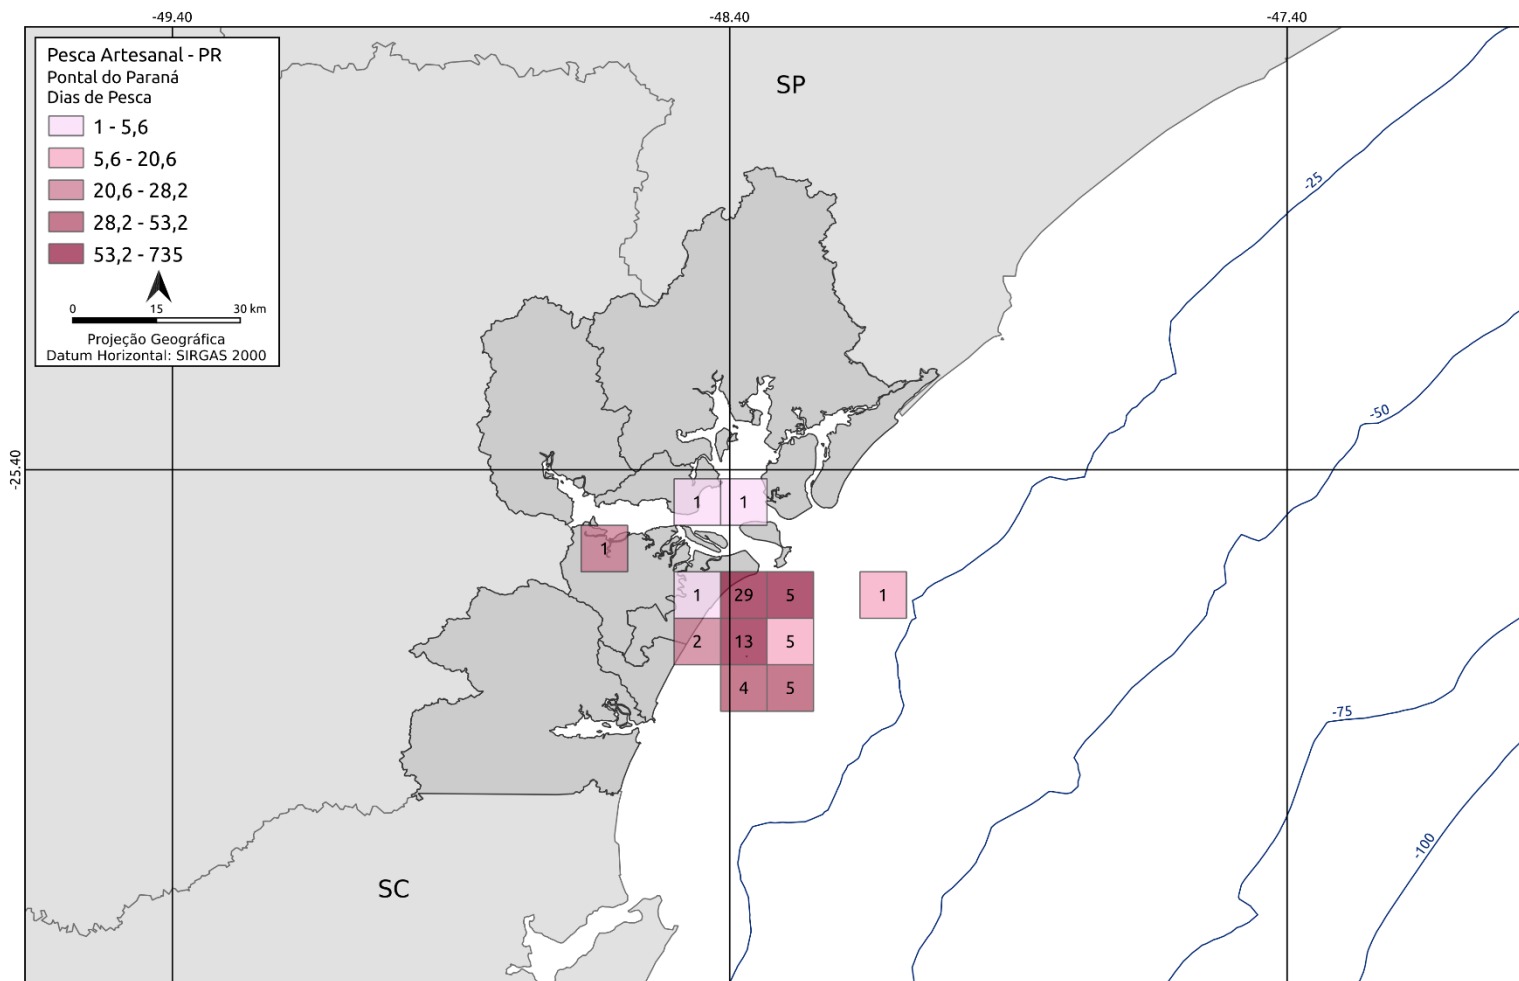 -49.40 -48.40 -47.40
Pesca Artesanal - PR
Pontal do Paraná
Dias de Pesca
1 - 5,6
5,6 - 20,6
20,6 - 28,2
28,2 - 53,2
53,2 - 735
0 15 30 km
Projeção Geográfica
Datum Horizontal: SIRGAS 2000
SP
-25
-50
-25.40
1 1
1
1 29 5 1
2 13 5
4 5
-75
-100
SC